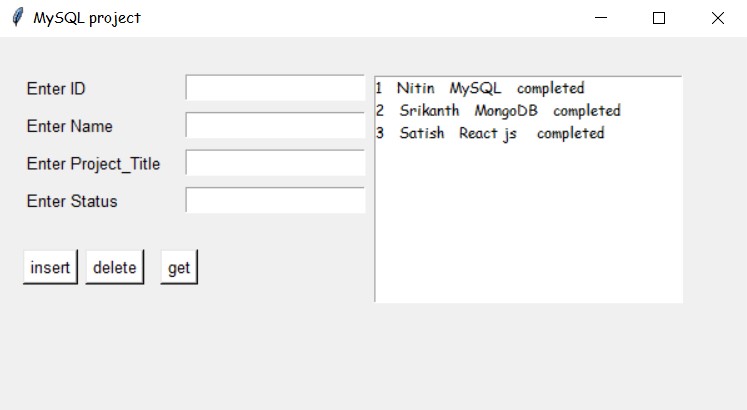 MySQL project
Enter ID
Enter Name
Enter Project_Title
Enter Status
insert delete get
1 Nitin MySQL completed
2 Srikanth MongoDB completed
3 Satish React js completed